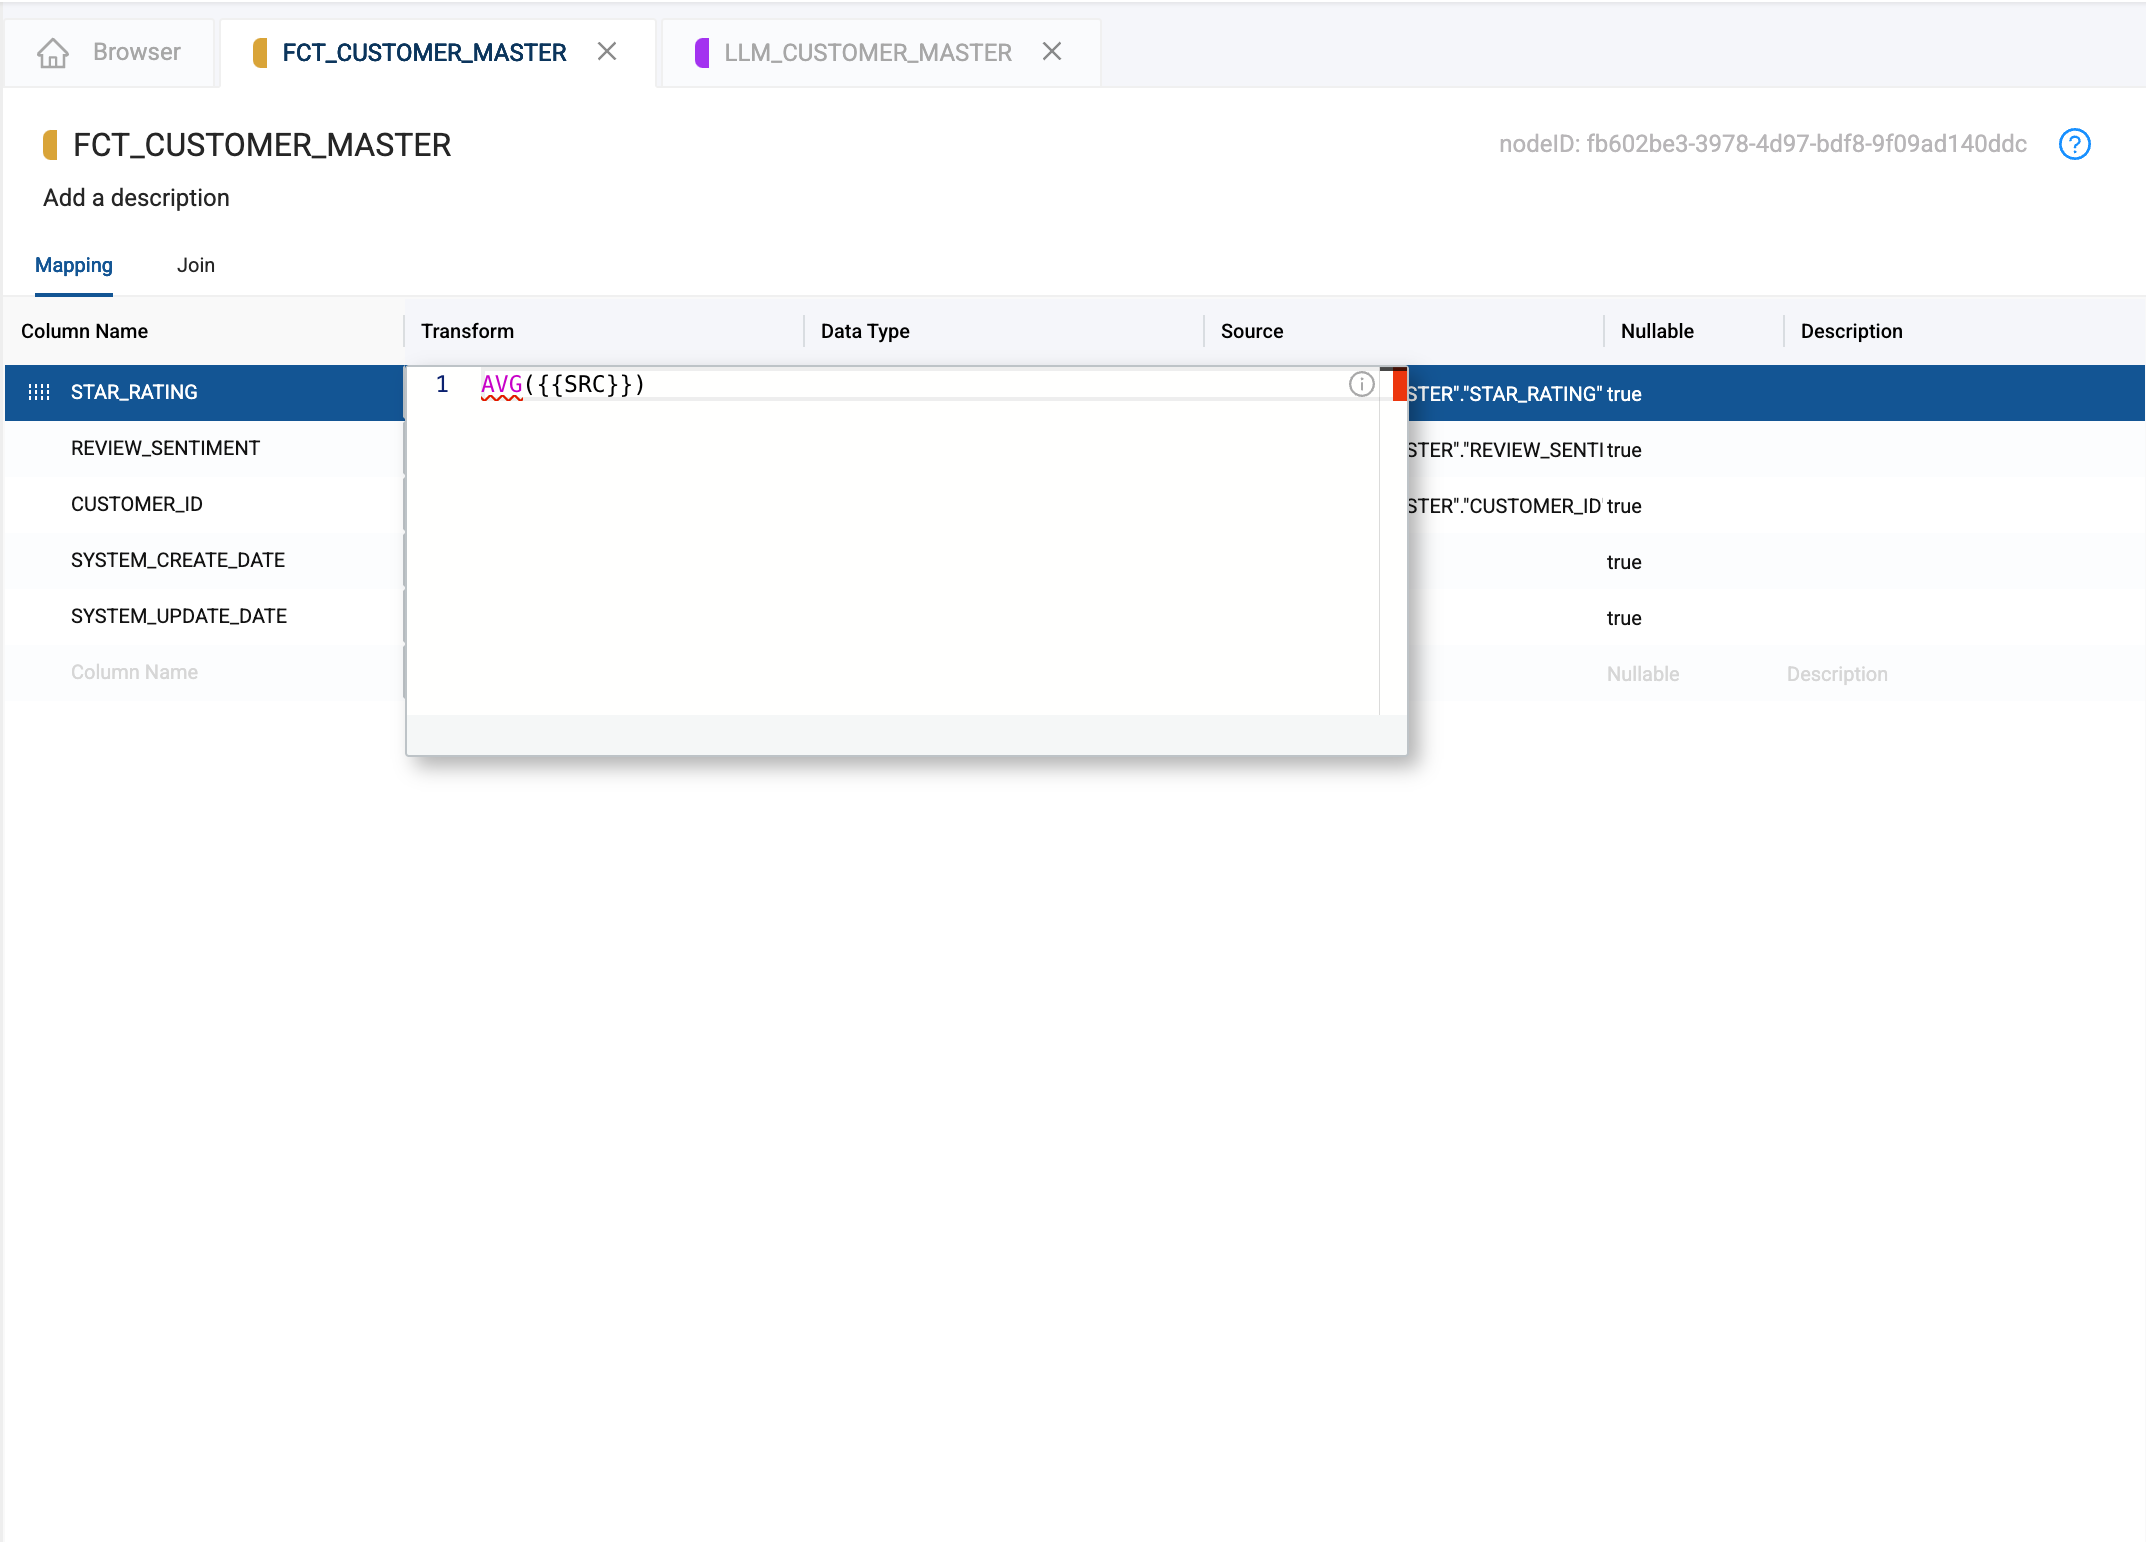 Browser
FCT_CUSTOMER_MASTER
LLM_CUSTOMER_MASTER
FCT_CUSTOMER_MASTER
nodeID: fb602be3-3978-4d97-bdf8-9f09ad140ddc
Add a description
Mapping
Join
Column Name
Transform
Data Type
Source
Nullable
Description
STAR_RATING
1
AVG({{SRC}})
STER"."STAR_RATING"
true
REVIEW_SENTIMENT
STER"."REVIEW_SENTI
true
CUSTOMER_ID
STER"."CUSTOMER_ID
true
SYSTEM_CREATE_DATE
true
SYSTEM_UPDATE_DATE
true
Column Name
Nullable
Description